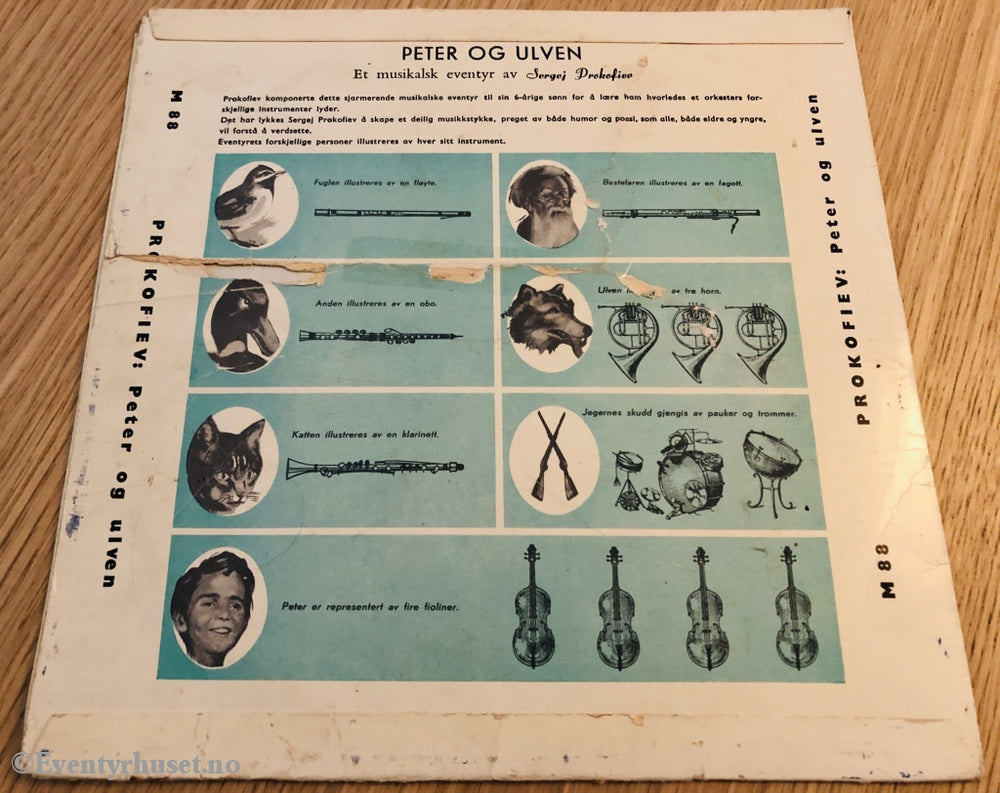 PETER OG ULVEN
Et musikalsk eventyr av Sergej Prokofiev
Prokofiev komponerte dette sjarmerende musikalske eventyr til sin 6-årige sønn for å lære ham hvorledes et orkesters for-
skjellige instrumenter lyder.
Det har lykkes Sergej Prokofiev å skape et deilig musikkstykke, preget av både humor og poesi, som alle, både eldre og yngre,
vil forstå å verdsette.
Eventyrets forskjellige personer illustreres av hver sitt instrument.
M 88
PROKOFIEV: Peter og ulven
Fuglen illustreres av en fløyte.
Bestefaren illustreres av en fagott.
Anden illustreres av en obo.
Ulven av tre horn.
Katten illustreres av en klarinett.
Jegernes skudd gjengis av pauker og trommer.
Peter er representert av fire fioliner.
PROKOFIEV: Peter og ulven
M 88
©Eventyrhuset.no